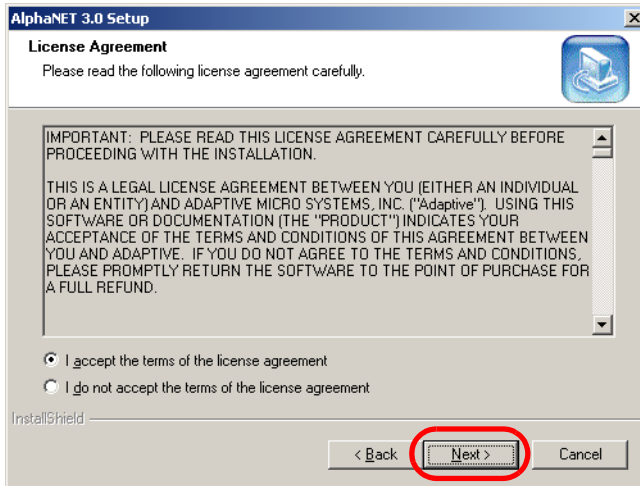 AlphaNET 3.0 Setup
License Agreement
Please read the following license agreement carefully.
IMPORTANT: PLEASE READ THIS LICENSE AGREEMENT CAREFULLY BEFORE
PROCEEDING WITH THE INSTALLATION.
THIS IS A LEGAL LICENSE AGREEMENT BETWEEN YOU (EITHER AN INDIVIDUAL
OR AN ENTITY) AND ADAPTIVE MICRO SYSTEMS, INC. ("Adaptive"). USING THIS
SOFTWARE OR DOCUMENTATION (THE "PRODUCT") INDICATES YOUR
ACCEPTANCE OF THE TERMS AND CONDITIONS OF THIS AGREEMENT BETWEEN
YOU AND ADAPTIVE. IF YOU DO NOT AGREE TO THE TERMS AND CONDITIONS,
PLEASE PROMPTLY RETURN THE SOFTWARE TO THE POINT OF PURCHASE FOR
A FULL REFUND.
I accept the terms of the license agreement
I do not accept the terms of the license agreement
InstallShield
< Back Next > Cancel